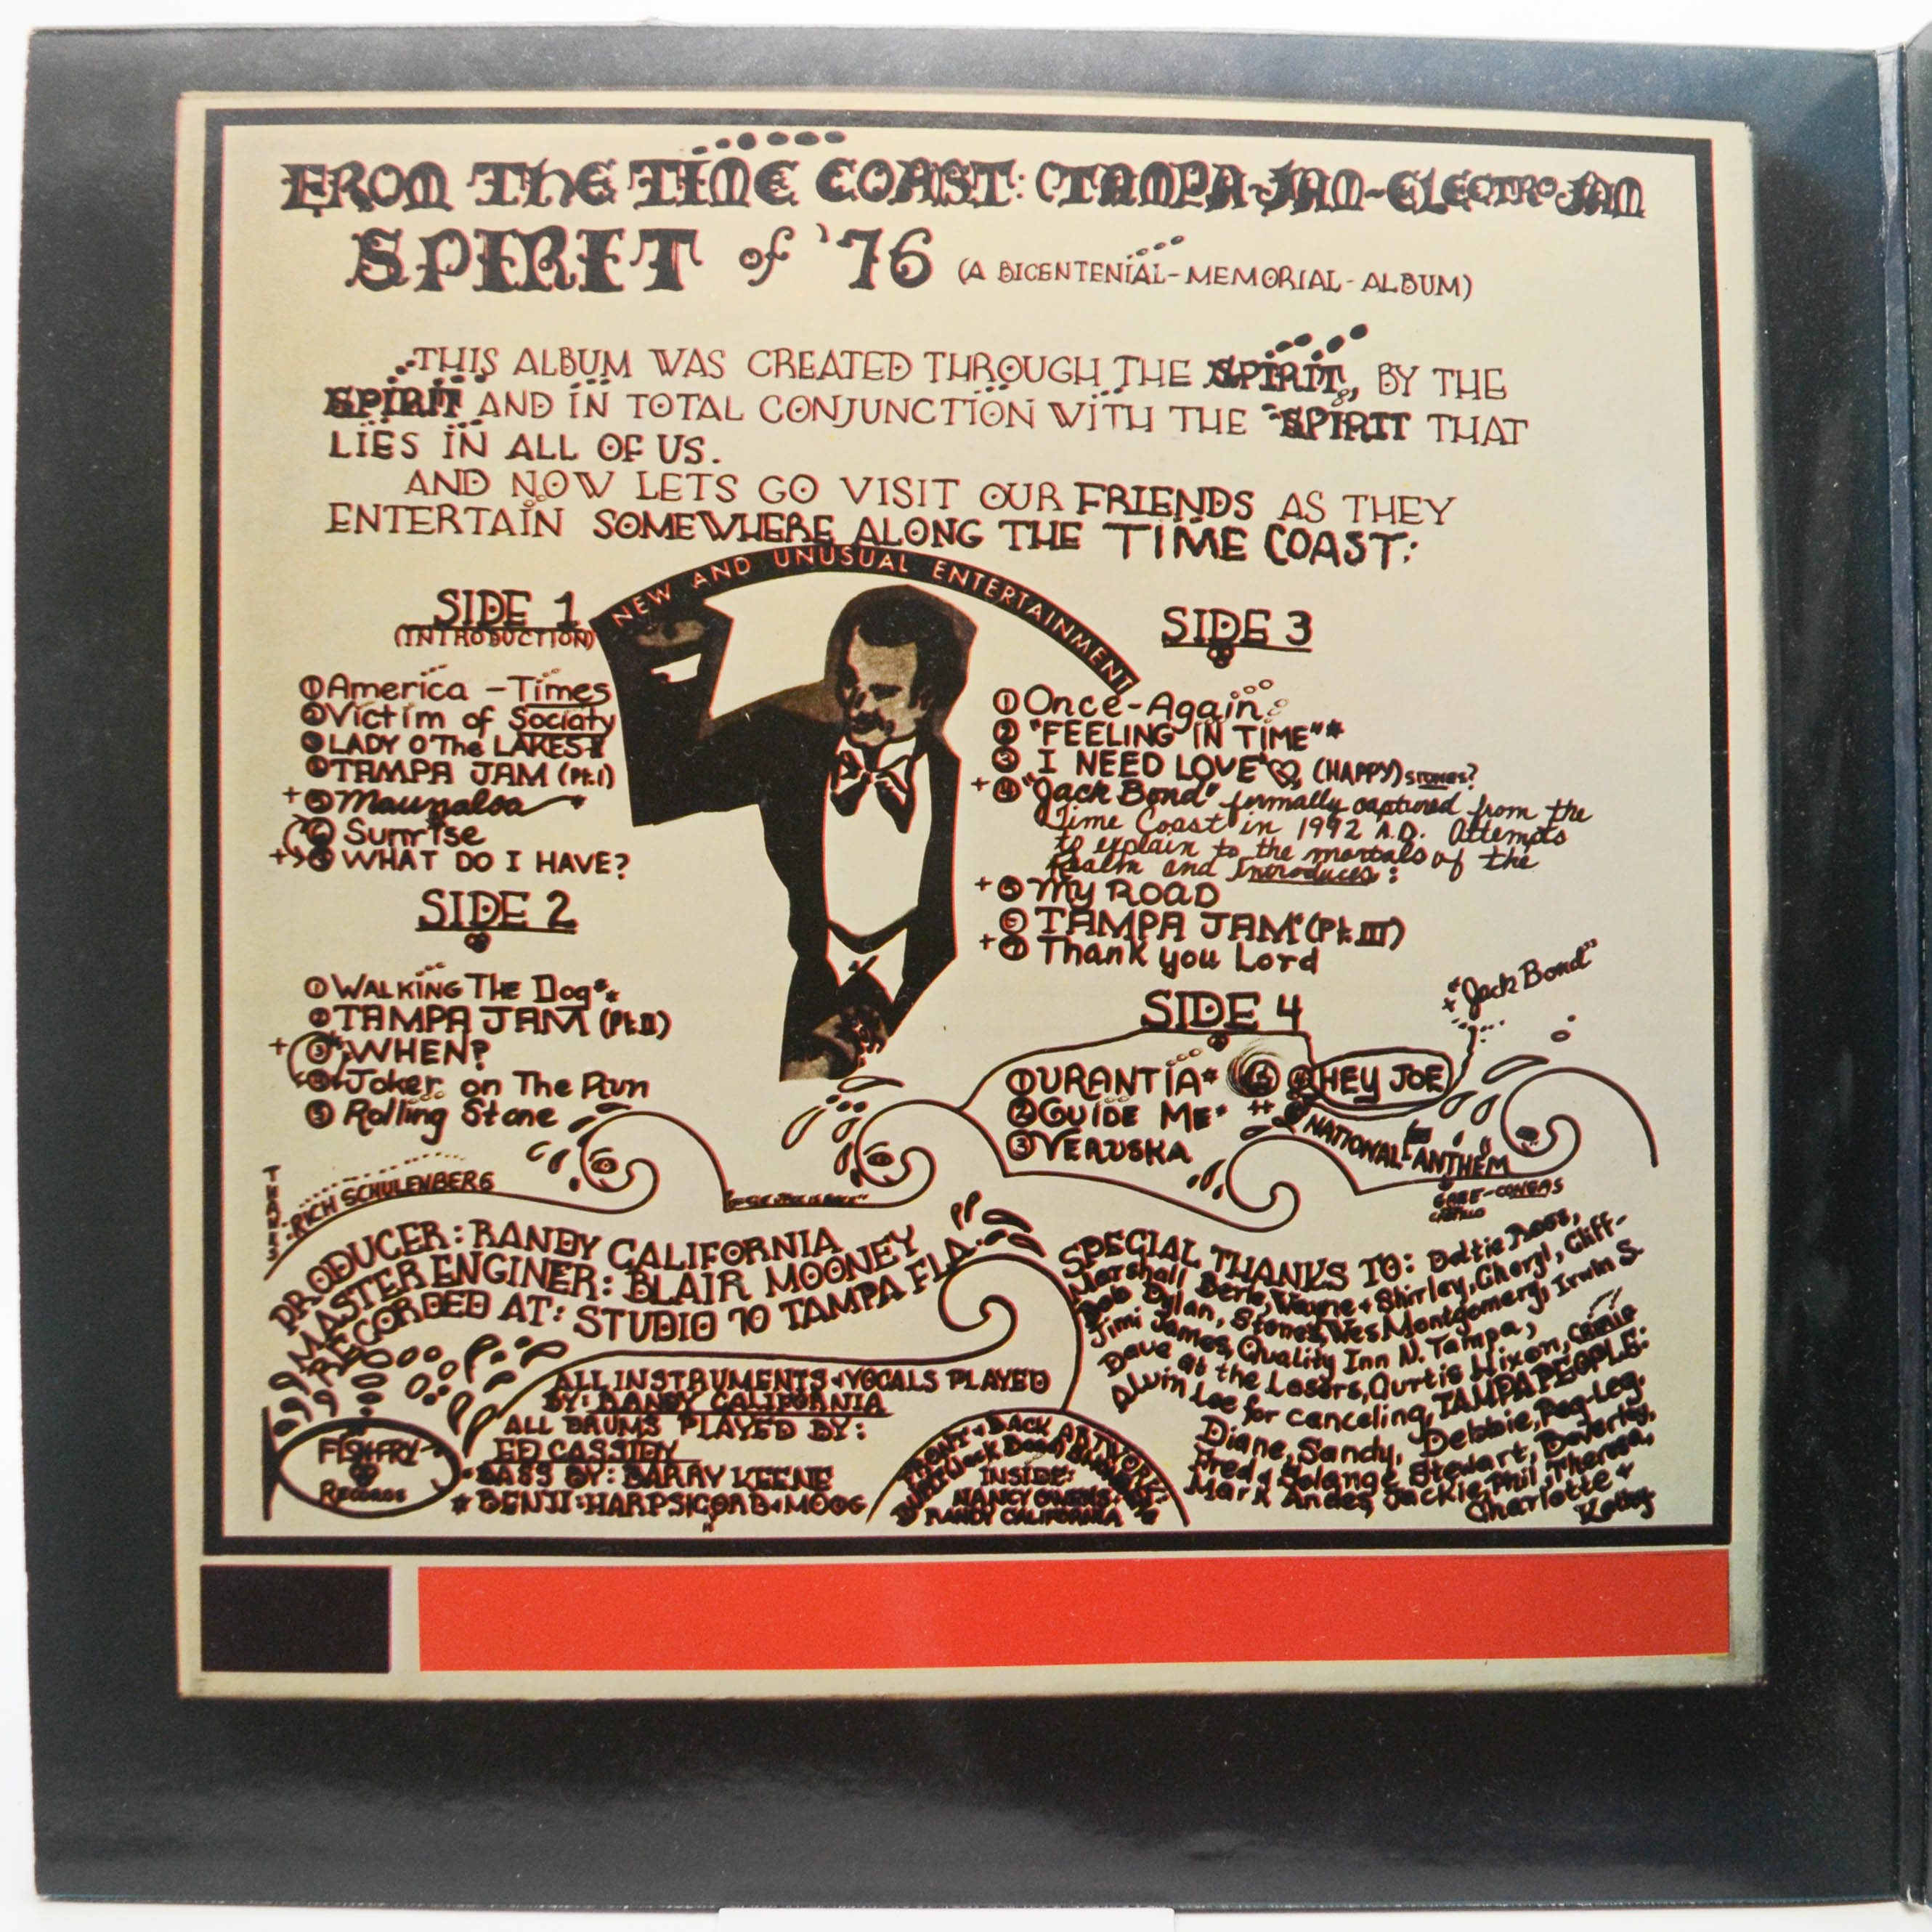 FROM THE TIME COAST: (TAMPA JAM-ELECTRO JAM
SPIRIT of '76 (A BICENTENIAL-MEMORIAL-ALBUM)
THIS ALBUM WAS CREATED THROUGH THE SPIRIT, BY THE
SPIRIT AND IN TOTAL CONJUNCTION WITH THE SPIRIT THAT
LIES IN ALL OF US.
AND NOW LETS GO VISIT OUR FRIENDS AS THEY
ENTERTAIN SOMEWHERE ALONG THE TIME COAST:
NEW AND UNUSUAL ENTERTAINMENT
SIDE 1
(INTRODUCTION)
① America - Times
② Victim of Society
③ LADY O'The LAKES
④ TAMPA JAM (Pt. I)
+ ⑤ Maunaloa *
⑥ Sunrise
+ ⑦ WHAT DO I HAVE?
SIDE 2
① WALKING THE Dog *
② TAMPA JAM (Pt. II)
+ ③ WHEN?
④ Joker on The Run
⑤ Rolling Stone
SIDE 3
① Once-Again
② "FEELING IN TIME" *
③ I NEED LOVE (HAPPY) STONES?
+ ④ "Jack Bond" formally captured from the
Time Coast in 1992 A.D. Attempts
to explain to the mortals of the
Realm and Introduces:
+ ⑤ My ROAD
⑥ TAMPA JAM (Pt. III)
+ ⑦ Thank you Lord
SIDE 4
① URANTIA *
② GUIDE ME *
③ VERUSKA
④ HEY JOE
"Jack Bond"
NATIONAL ANTHEM
GABE-CONGAS
THANKS
RICH SCHULENBERG
PRODUCER: RANDY CALIFORNIA
MASTER ENGINER: BLAIR MOONEY
RECORDED AT: STUDIO 70 TAMPA FLA.
ALL INSTRUMENTS + VOCALS PLAYED
BY: RANDY CALIFORNIA
ALL DRUMS PLAYED BY:
ED CASSIDY
BASS BY: BARRY KEENE
* BENJI: HARPSICORD + MOOG
FISH-FRY
RECORDS
FRONT + BACK ARTWORK:
INSIDE:
NANCY OWENS
RANDY CALIFORNIA
SPECIAL THANKS TO: Ross,
Marshall Berle, Wayne + Shirley, Cheryl, Cliff-
Bob Dylan, Stones, Wes Montgomery, Irwin S.
Jimi James, Quality Inn N. Tampa,
Dave at the Losers, Curtis Hixon,
Alvin Lee for canceling, TAMPA PEOPLE:
Diane, Sandy, Debbie, Peg-Leg,
Fred, Solange, Stewart, Beverley,
Mark Andes, Jackie, Phil, Theresa,
Charlotte +